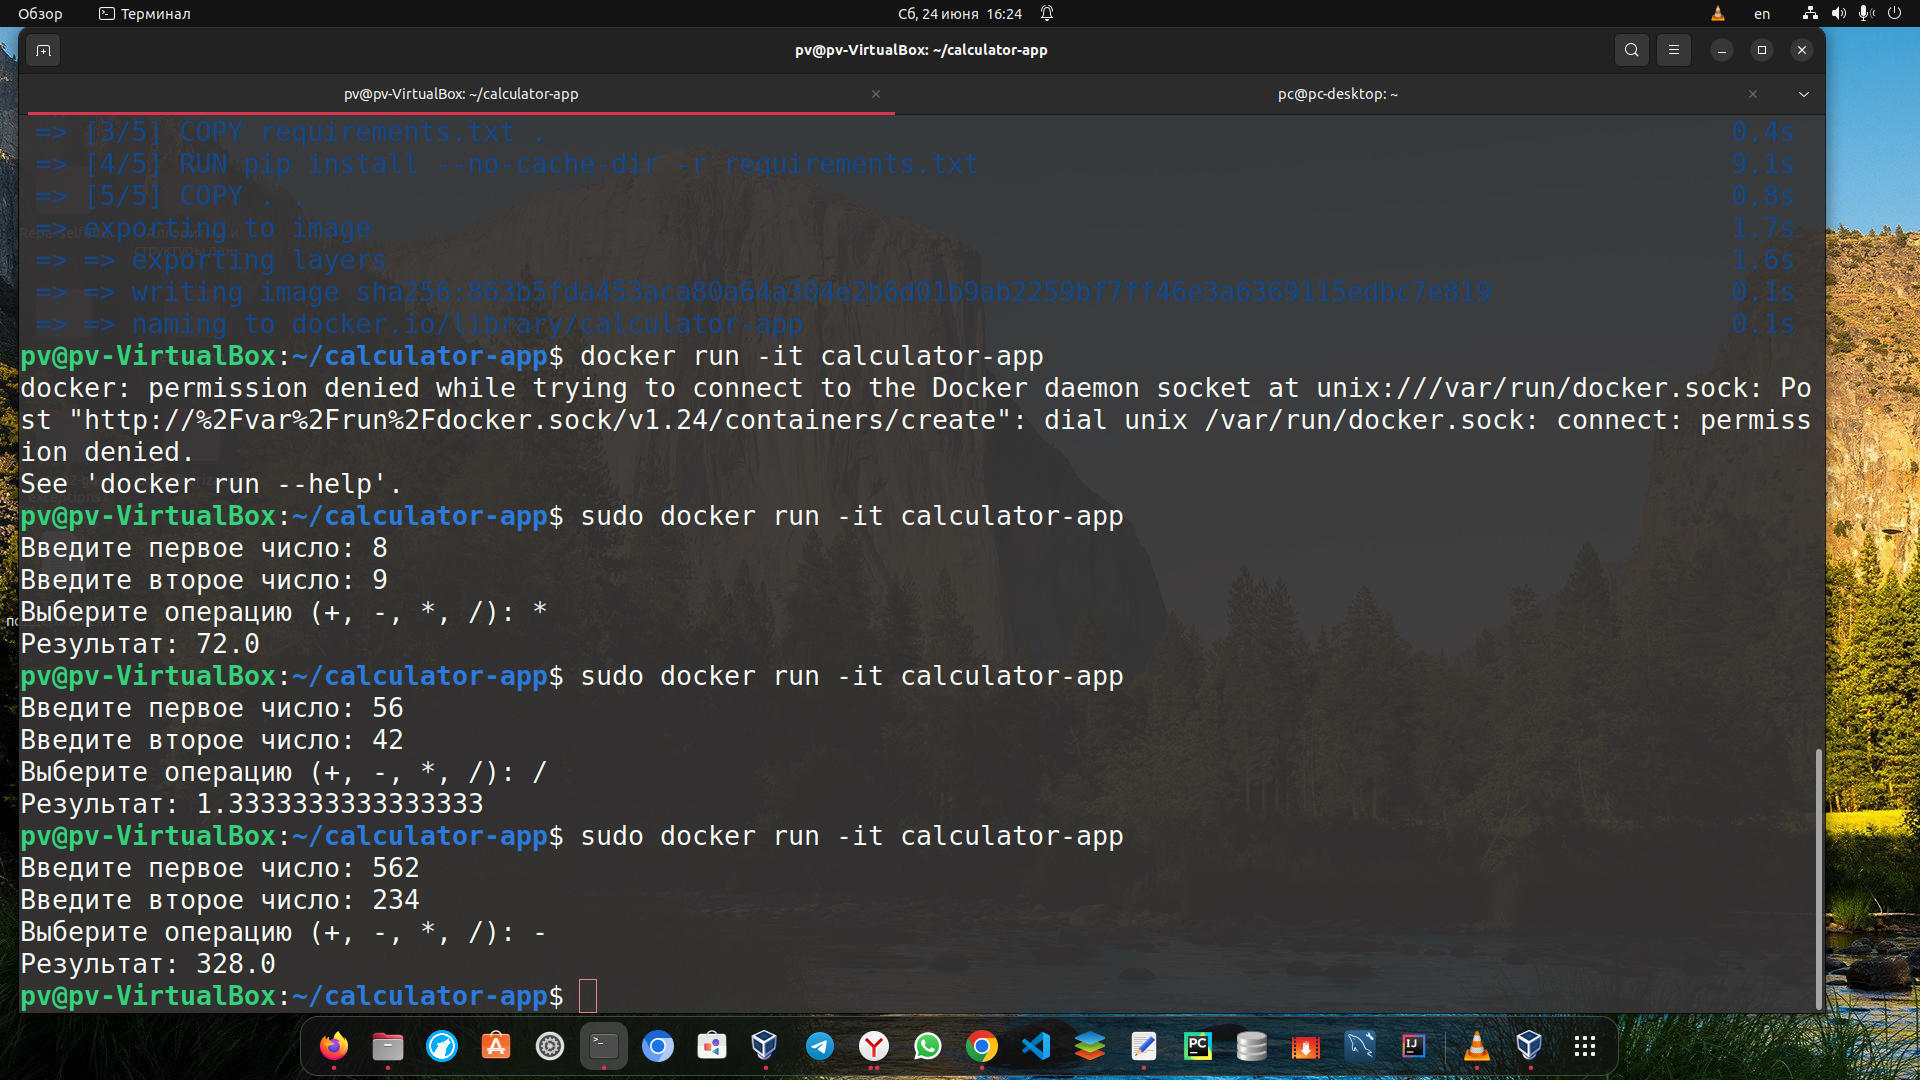 Обзор
Терминал
Сб, 24 июня 16:24
en
pv@pv-VirtualBox: ~/calculator-app
pv@pv-VirtualBox: ~/calculator-app
pc@pc-desktop: ~
=> [3/5] COPY requirements.txt . 0.4s
=> [4/5] RUN pip install --no-cache-dir -r requirements.txt 9.1s
=> [5/5] COPY . . 0.8s
=> exporting to image 1.7s
=> => exporting layers 1.6s
=> => writing image sha256:863b5fda453aca80a64a304e2b6d01b9ab2259bf7ff46e3a6369115edbc7e819 0.1s
=> => naming to docker.io/library/calculator-app 0.1s
pv@pv-VirtualBox:~/calculator-app$ docker run -it calculator-app
docker: permission denied while trying to connect to the Docker daemon socket at unix:///var/run/docker.sock: Po
st "http://%2Fvar%2Frun%2Fdocker.sock/v1.24/containers/create": dial unix /var/run/docker.sock: connect: permiss
ion denied.
See 'docker run --help'.
pv@pv-VirtualBox:~/calculator-app$ sudo docker run -it calculator-app
Введите первое число: 8
Введите второе число: 9
Выберите операцию (+, -, *, /): *
Результат: 72.0
pv@pv-VirtualBox:~/calculator-app$ sudo docker run -it calculator-app
Введите первое число: 56
Введите второе число: 42
Выберите операцию (+, -, *, /): /
Результат: 1.3333333333333333
pv@pv-VirtualBox:~/calculator-app$ sudo docker run -it calculator-app
Введите первое число: 562
Введите второе число: 234
Выберите операцию (+, -, *, /): -
Результат: 328.0
pv@pv-VirtualBox:~/calculator-app$